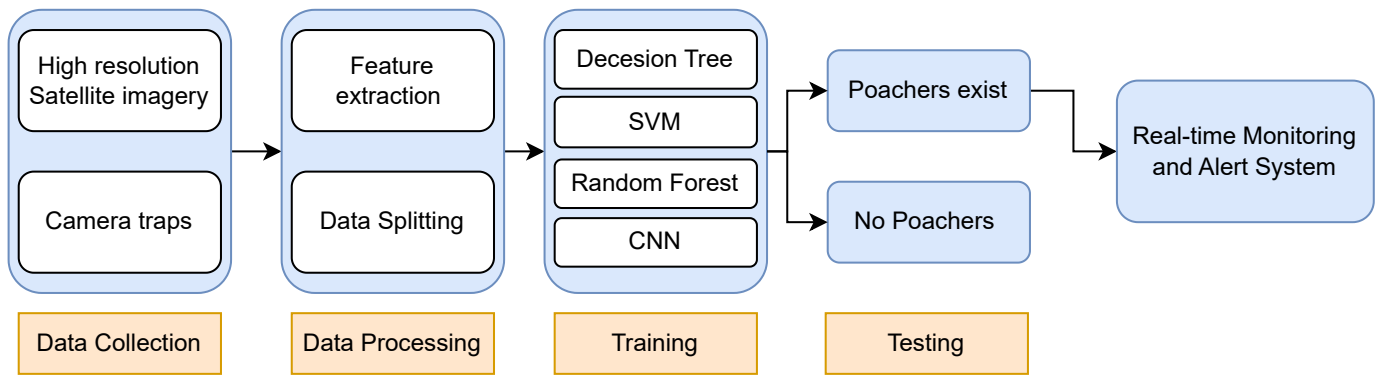 High resolution
Satellite imagery
Camera traps
Data Collection
Feature
extraction
Data Splitting
Data Processing
Decesion Tree
SVM
Random Forest
CNN
Training
Poachers exist
No Poachers
Testing
Real-time Monitoring
and Alert System